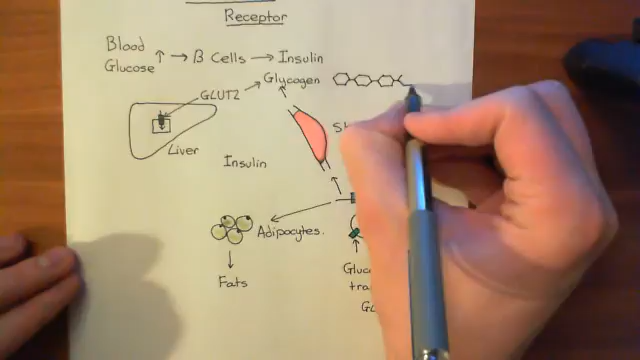 Receptor
Blood
Glucose ↑ → β Cells → Insulin
Glycogen
GLUT2
Liver
Insulin
Adipocytes.
Fats